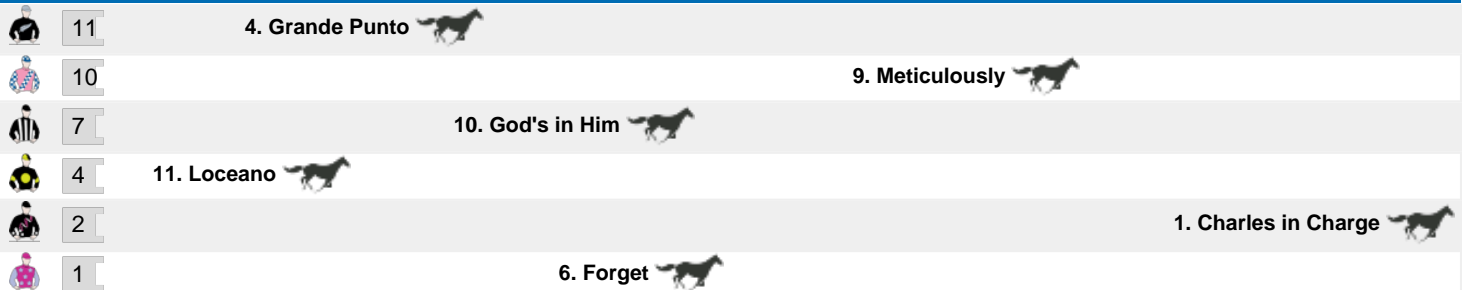 11 4. Grande Punto
10 9. Meticulously
7 10. God's in Him
4 11. Loceano
2 1. Charles in Charge
1 6. Forget